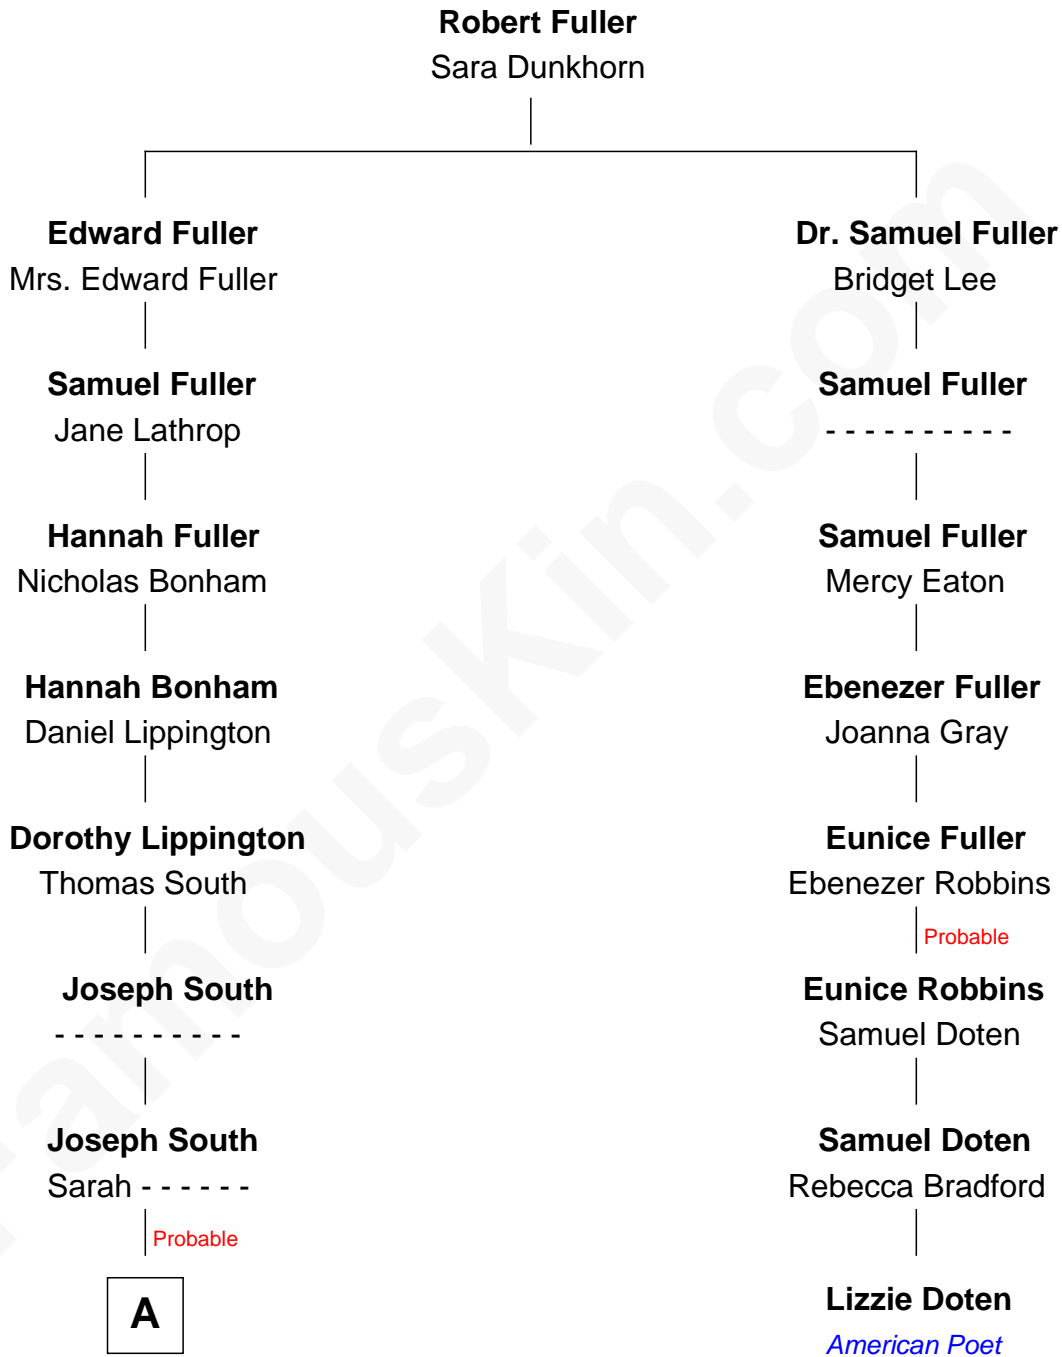 Robert Fuller
Sara Dunkhorn
Edward Fuller
Mrs. Edward Fuller
Dr. Samuel Fuller
Bridget Lee
Samuel Fuller
Jane Lathrop
Samuel Fuller
- - - - - - - - - -
Hannah Fuller
Nicholas Bonham
Samuel Fuller
Mercy Eaton
Hannah Bonham
Daniel Lippington
Ebenezer Fuller
Joanna Gray
Dorothy Lippington
Thomas South
Eunice Fuller
Ebenezer Robbins
Probable
Joseph South
- - - - - - - - - -
Eunice Robbins
Samuel Doten
Joseph South
Sarah - - - - - -
Probable
Samuel Doten
Rebecca Bradford
A
Lizzie Doten
American Poet
FamousKin.com